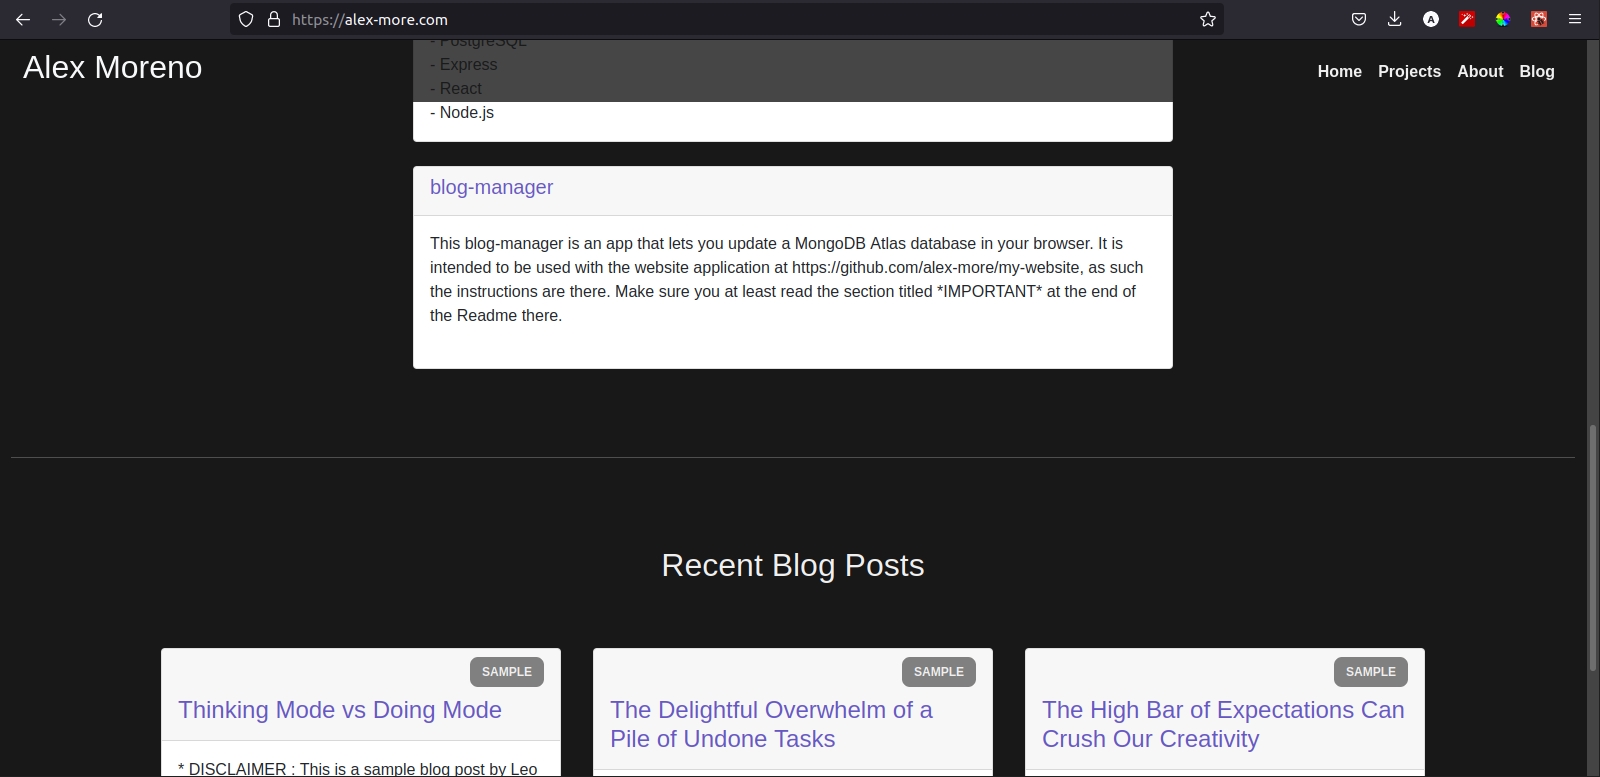 https://alex-more.com
Alex Moreno
Home Projects About Blog
- PostgreSQL
- Express
- React
- Node.js
blog-manager
This blog-manager is an app that lets you update a MongoDB Atlas database in your browser. It is
intended to be used with the website application at https://github.com/alex-more/my-website, as such
the instructions are there. Make sure you at least read the section titled *IMPORTANT* at the end of
the Readme there.
Recent Blog Posts
SAMPLE
Thinking Mode vs Doing Mode
* DISCLAIMER : This is a sample blog post by Leo
SAMPLE
The Delightful Overwhelm of a
Pile of Undone Tasks
SAMPLE
The High Bar of Expectations Can
Crush Our Creativity